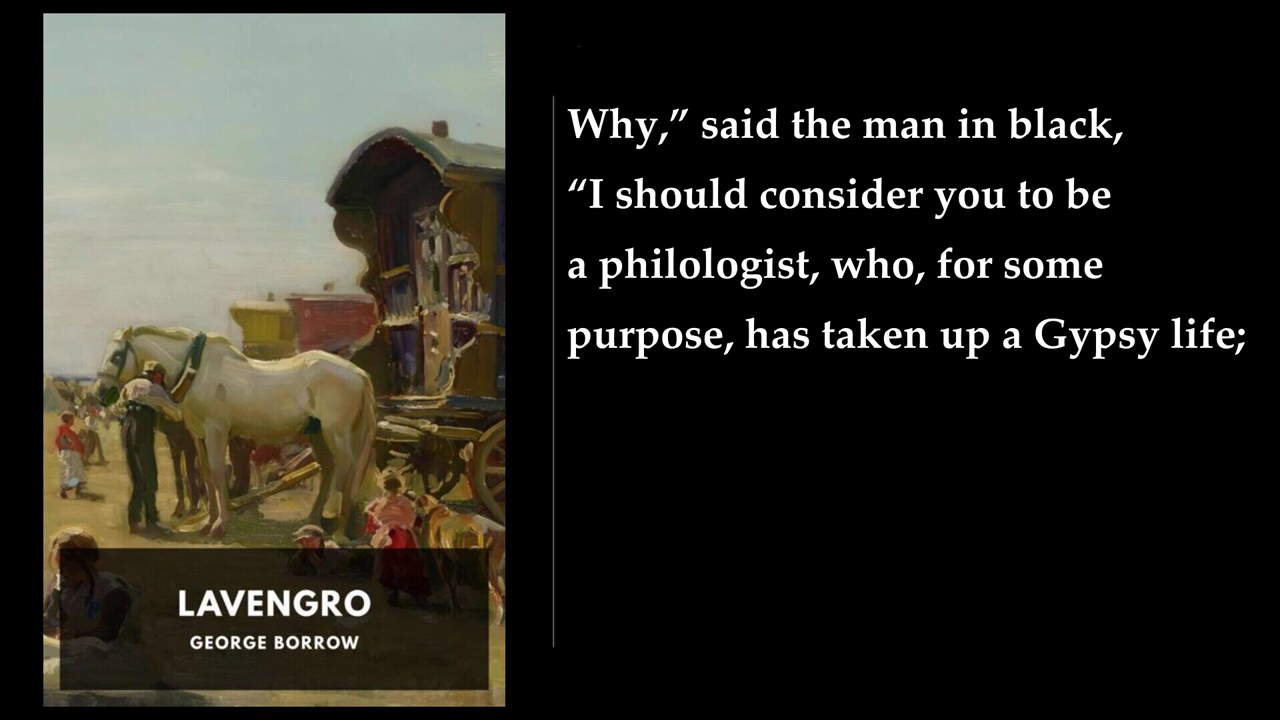 LAVENGRO
GEORGE BORROW
Why,” said the man in black,
“I should consider you to be
a philologist, who, for some
purpose, has taken up a Gypsy life;